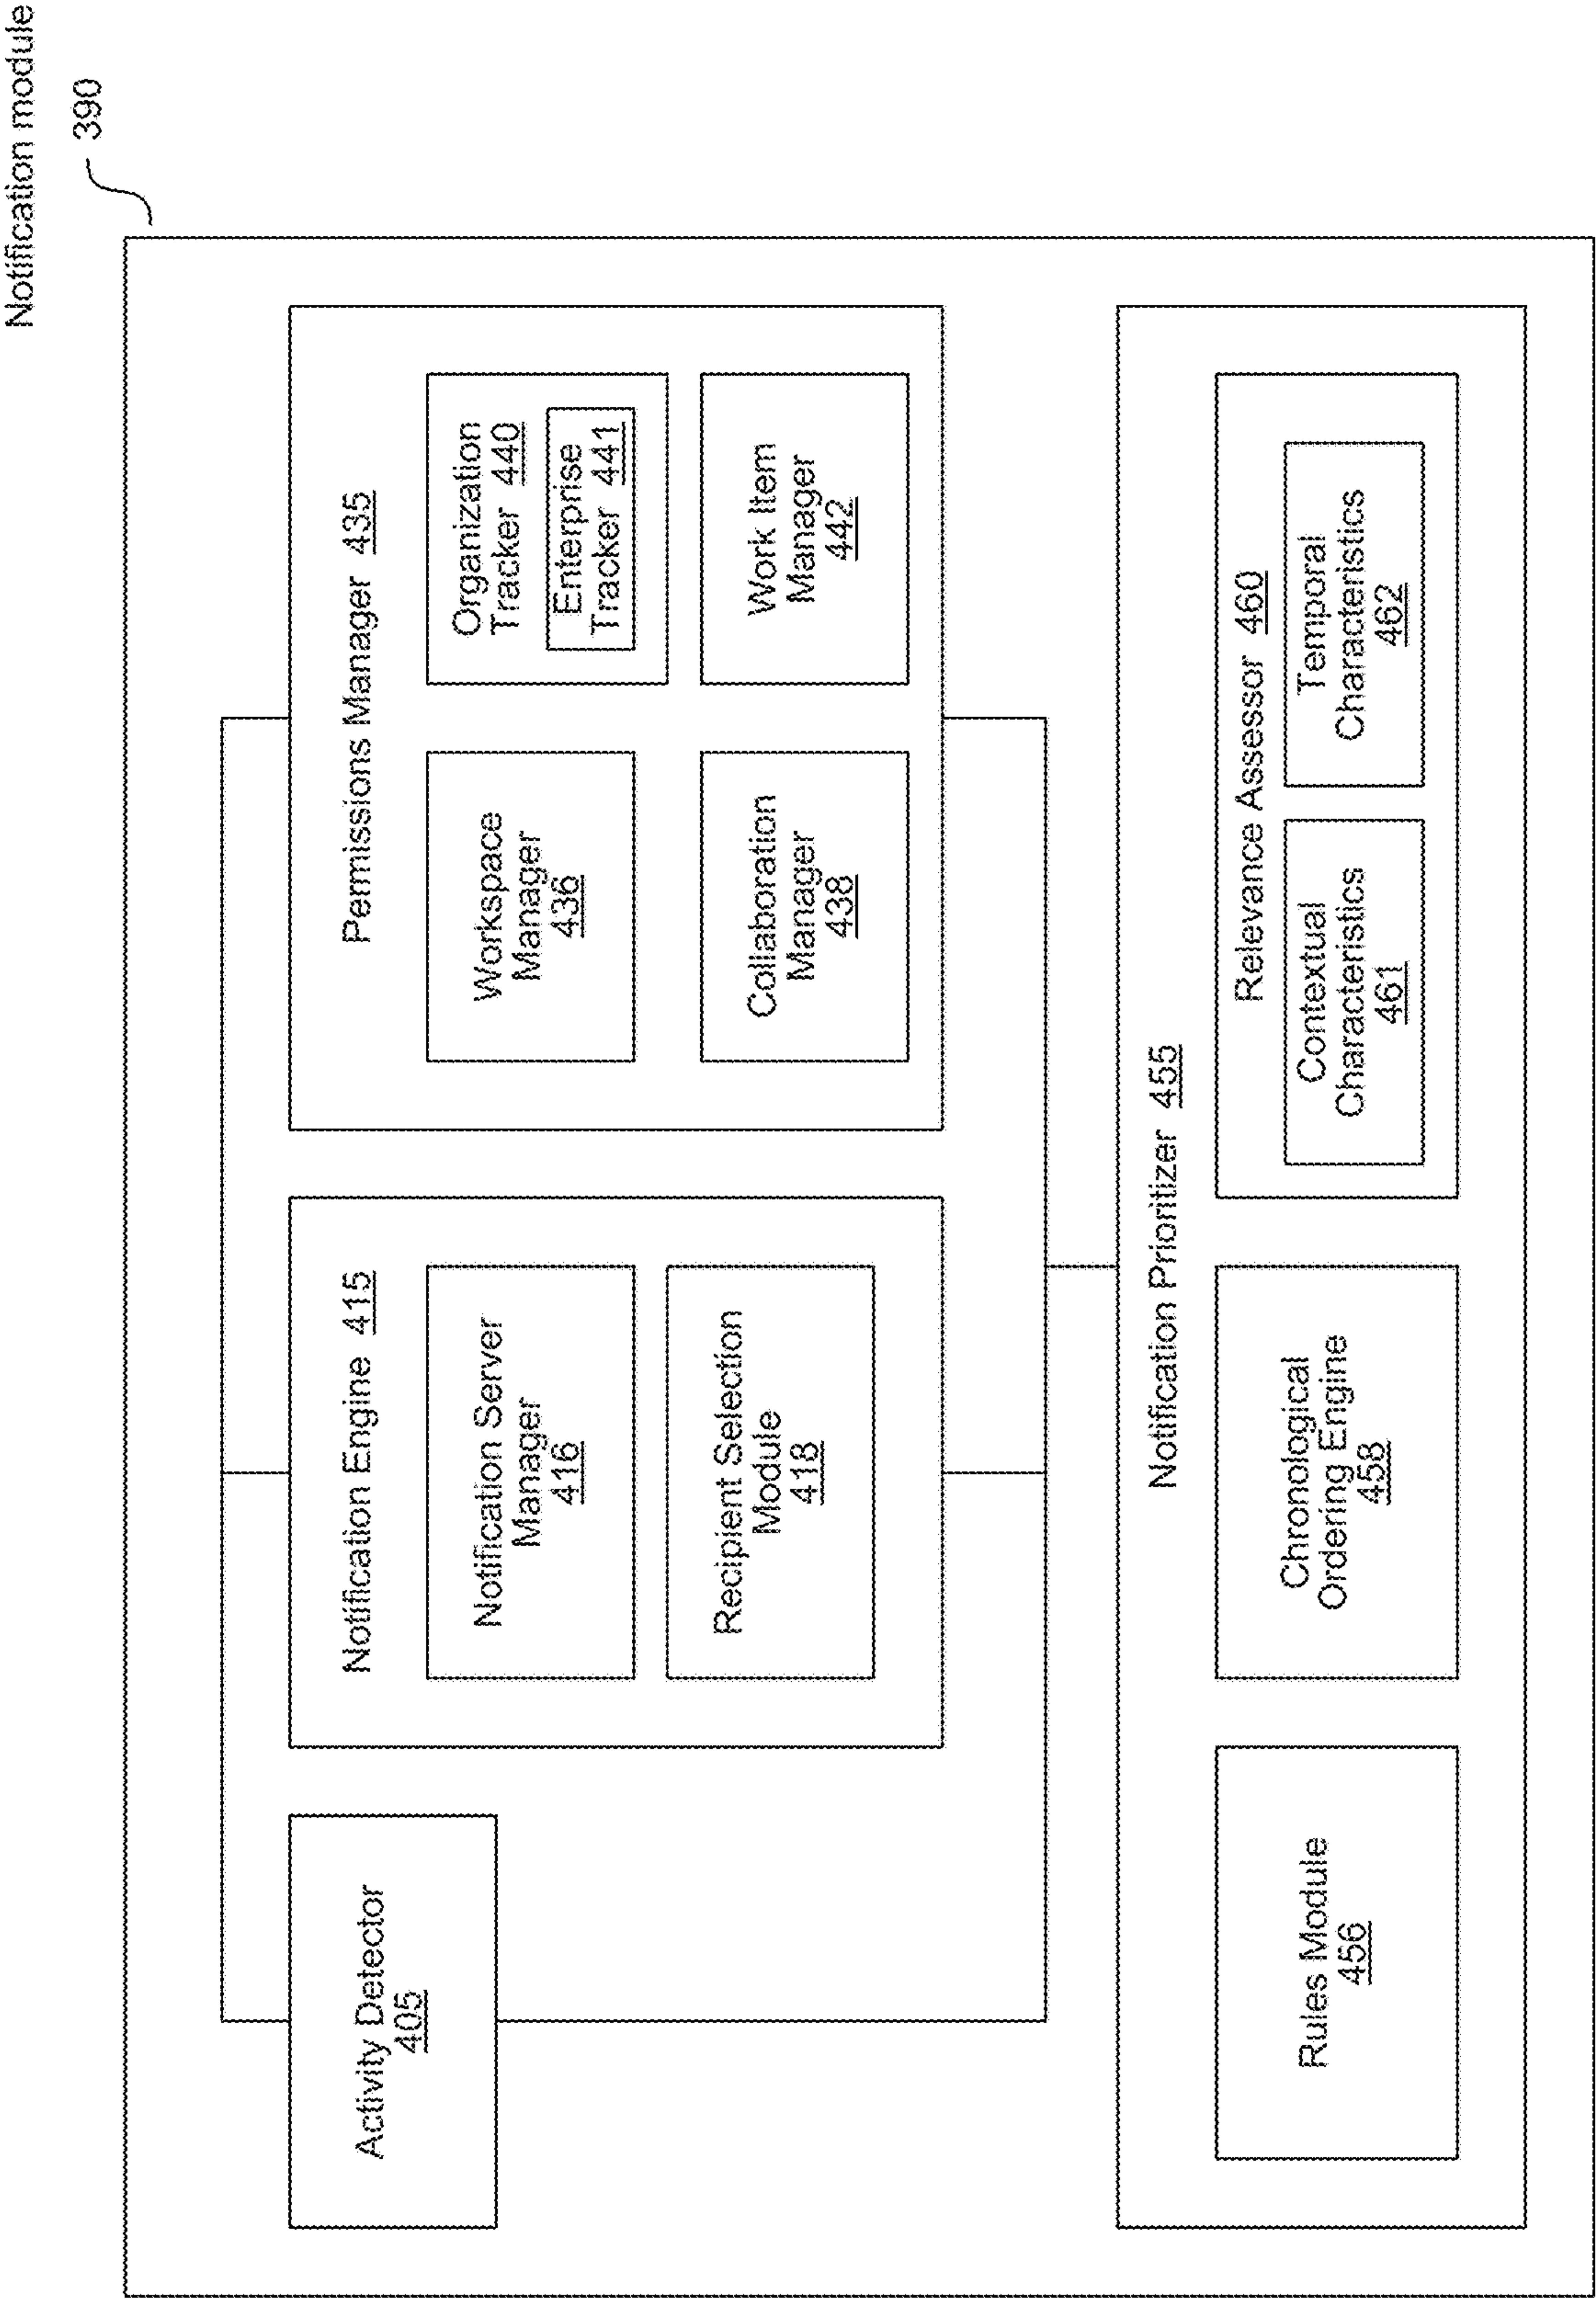 Notification module
390
Activity Detector
405
Notification Engine 415
Notification Server
Manager
416
Recipient Selection
Module
418
Permissions Manager 435
Workspace
Manager
436
Organization
Tracker 440
Enterprise
Tracker 441
Collaboration
Manager
438
Work Item
Manager
442
Notification Prioritizer 455
Rules Module
456
Chronological
Ordering Engine
458
Relevance Assessor 460
Contextual
Characteristics
461
Temporal
Characteristics
462